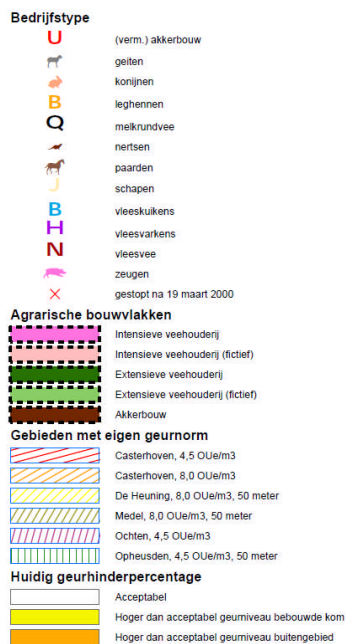 Bedrijfstype
U (verm.) akkerbouw
geiten
konijnen
B leghennen
Q melkrundvee
nertsen
paarden
J schapen
B vleeskuikens
H vleesvarkens
N vleesvee
zeugen
gestopt na 19 maart 2000
Agrarische bouwvlakken
Intensieve veehouderij
Intensieve veehouderij (fictief)
Extensieve veehouderij
Extensieve veehouderij (fictief)
Akkerbouw
Gebieden met eigen geurnorm
Casterhoven, 4,5 OUe/m3
Casterhoven, 8,0 OUe/m3
De Heuning, 8,0 OUe/m3, 50 meter
Medel, 8,0 OUe/m3, 50 meter
Ochten, 4,5 OUe/m3
Opheusden, 4,5 OUe/m3, 50 meter
Huidig geurhinderpercentage
Acceptabel
Hoger dan acceptabel geurniveau bebouwde kom
Hoger dan acceptabel geurniveau buitengebied